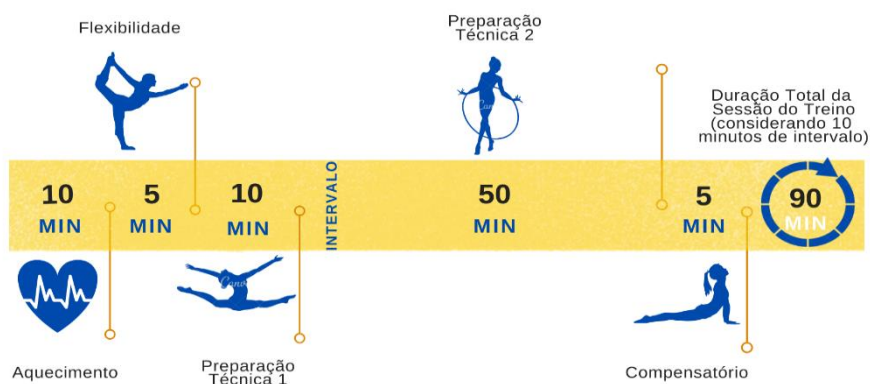 Flexibilidade
Preparação
Técnica 2
Duração Total da
Sessão do Treino
(considerando 10
minutos de intervalo)
10
MIN
5
MIN
10
MIN
INTERVALO
50
MIN
5
MIN
90
MIN
Aquecimento
Preparação
Técnica 1
Compensatório